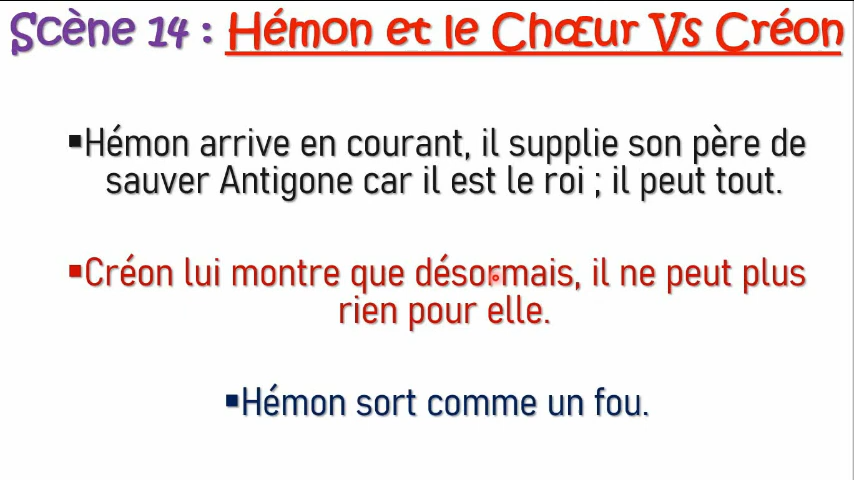 Scène 14 : Hémon et le Chœur Vs Créon
▪Hémon arrive en courant, il supplie son père de
sauver Antigone car il est le roi ; il peut tout.
▪Créon lui montre que désormais, il ne peut plus
rien pour elle.
▪Hémon sort comme un fou.